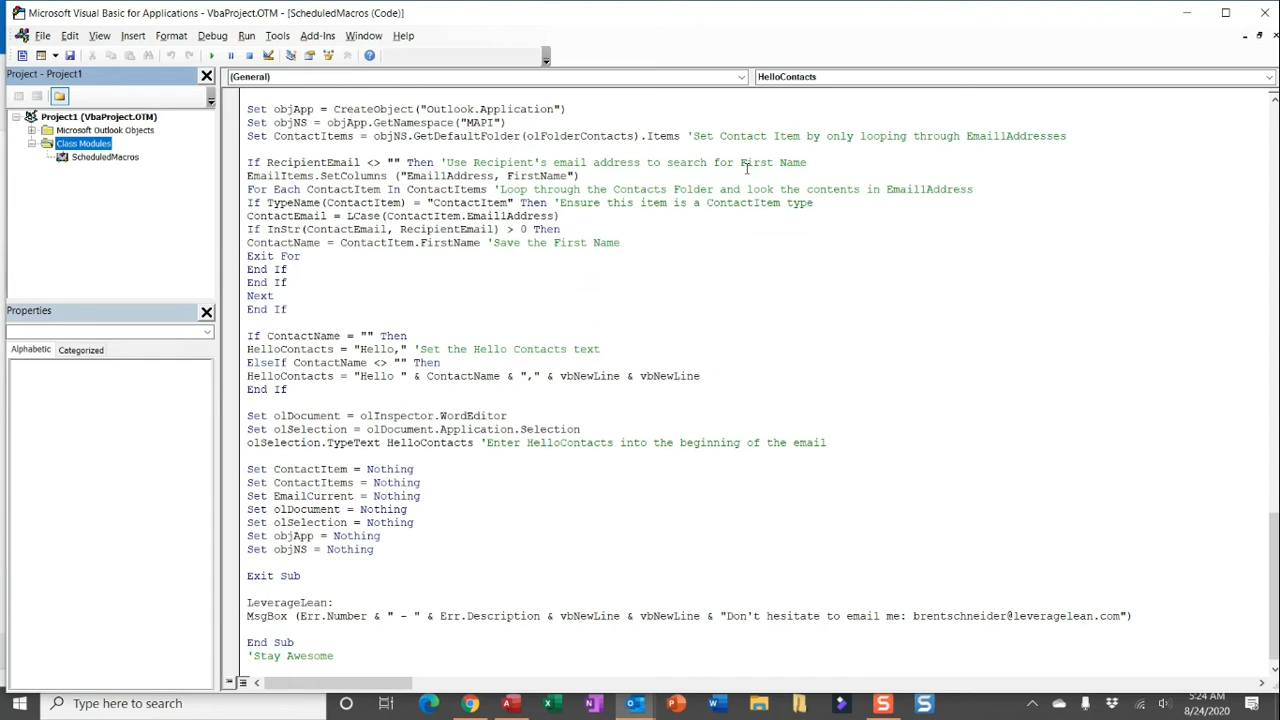 Microsoft Visual Basic for Applications - VbaProject.OTM - [ScheduledMacros (Code)]
File Edit View Insert Format Debug Run Tools Add-Ins Window Help
Project - Project1
Project1 (VbaProject.OTM)
Microsoft Outlook Objects
Class Modules
ScheduledMacros
Properties
Alphabetic Categorized
(General) HelloContacts
Set objApp = CreateObject("Outlook.Application")
Set objNS = objApp.GetNamespace("MAPI")
Set ContactItems = objNS.GetDefaultFolder(olFolderContacts).Items 'Set Contact Item by only looping through Email1Addresses
If RecipientEmail <> "" Then 'Use Recipient's email address to search for First Name
EmailItems.SetColumns ("Email1Address, FirstName")
For Each ContactItem In ContactItems 'Loop through the Contacts Folder and look the contents in Email1Address
If TypeName(ContactItem) = "ContactItem" Then 'Ensure this item is a ContactItem type
ContactEmail = LCase(ContactItem.Email1Address)
If InStr(ContactEmail, RecipientEmail) > 0 Then
ContactName = ContactItem.FirstName 'Save the First Name
Exit For
End If
End If
Next
End If
If ContactName = "" Then
HelloContacts = "Hello," 'Set the Hello Contacts text
ElseIf ContactName <> "" Then
HelloContacts = "Hello " & ContactName & "," & vbNewLine & vbNewLine
End If
Set olDocument = olInspector.WordEditor
Set olSelection = olDocument.Application.Selection
olSelection.TypeText HelloContacts 'Enter HelloContacts into the beginning of the email
Set ContactItem = Nothing
Set ContactItems = Nothing
Set EmailCurrent = Nothing
Set olDocument = Nothing
Set olSelection = Nothing
Set objApp = Nothing
Set objNS = Nothing
Exit Sub
LeverageLean:
MsgBox (Err.Number & " - " & Err.Description & vbNewLine & vbNewLine & "Don't hesitate to email me: brentschneider@leveragelean.com")
End Sub
'Stay Awesome
Type here to search
5:24 AM
8/24/2020